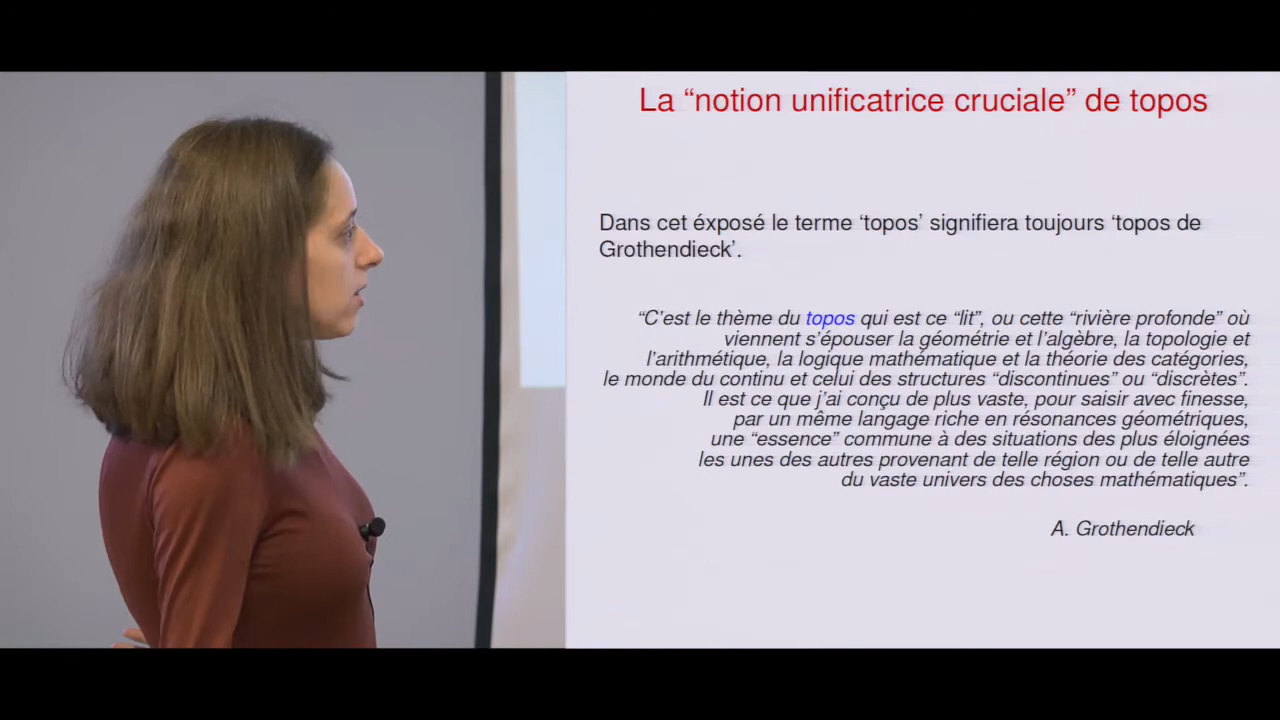 La “notion unificatrice cruciale” de topos
Dans cet éxposé le terme ‘topos’ signifiera toujours ‘topos de
Grothendieck’.
“C’est le thème du topos qui est ce “lit”, ou cette “rivière profonde” où
viennent s’épouser la géométrie et l’algèbre, la topologie et
l’arithmétique, la logique mathématique et la théorie des catégories,
le monde du continu et celui des structures “discontinues” ou “discrètes”.
Il est ce que j’ai conçu de plus vaste, pour saisir avec finesse,
par un même langage riche en résonances géométriques,
une “essence” commune à des situations des plus éloignées
les unes des autres provenant de telle région ou de telle autre
du vaste univers des choses mathématiques”.
A. Grothendieck